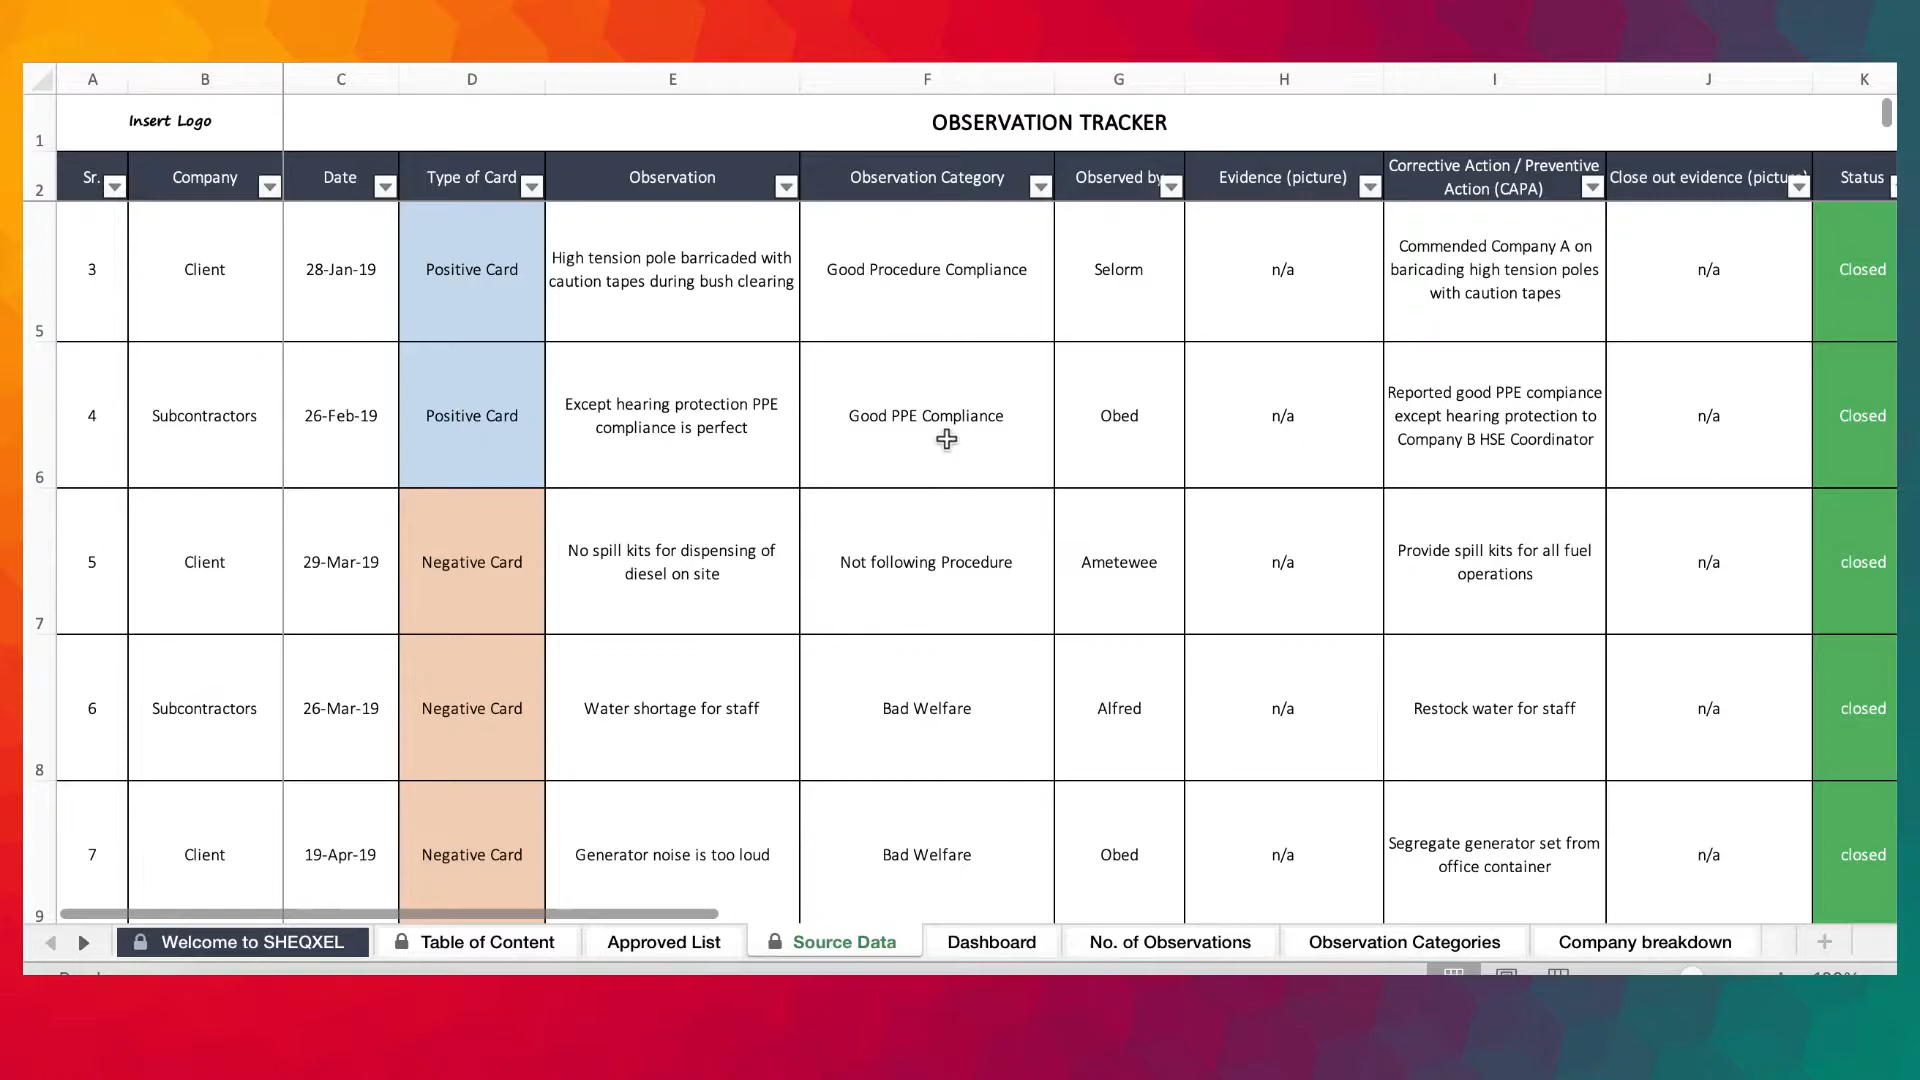 A B C D E F G H I J K
1 Insert Logo OBSERVATION TRACKER
2 Sr. Company Date Type of Card Observation Observation Category Observed by Evidence (picture) Corrective Action / Preventive Close out evidence (pictu Status
Action (CAPA)
High tension pole barricaded with
caution tapes during bush clearing
Commended Company A on
baricading high tension poles
with caution tapes
5 3 Client 28-Jan-19 Positive Card Good Procedure Compliance Selorm n/a n/a Closed
Except hearing protection PPE
compliance is perfect
Reported good PPE compiance
except hearing protection to
Company B HSE Coordinator
6 4 Subcontractors 26-Feb-19 Positive Card Good PPE Compliance Obed n/a n/a Closed
No spill kits for dispensing of
diesel on site
Provide spill kits for all fuel
operations
7 5 Client 29-Mar-19 Negative Card Not following Procedure Ametewee n/a n/a closed
8 6 Subcontractors 26-Mar-19 Negative Card Water shortage for staff Bad Welfare Alfred n/a Restock water for staff n/a closed
Segregate generator set from
office container
9 7 Client 19-Apr-19 Negative Card Generator noise is too loud Bad Welfare Obed n/a n/a closed
Welcome to SHEQXEL Table of Content Approved List Source Data Dashboard No. of Observations Observation Categories Company breakdown